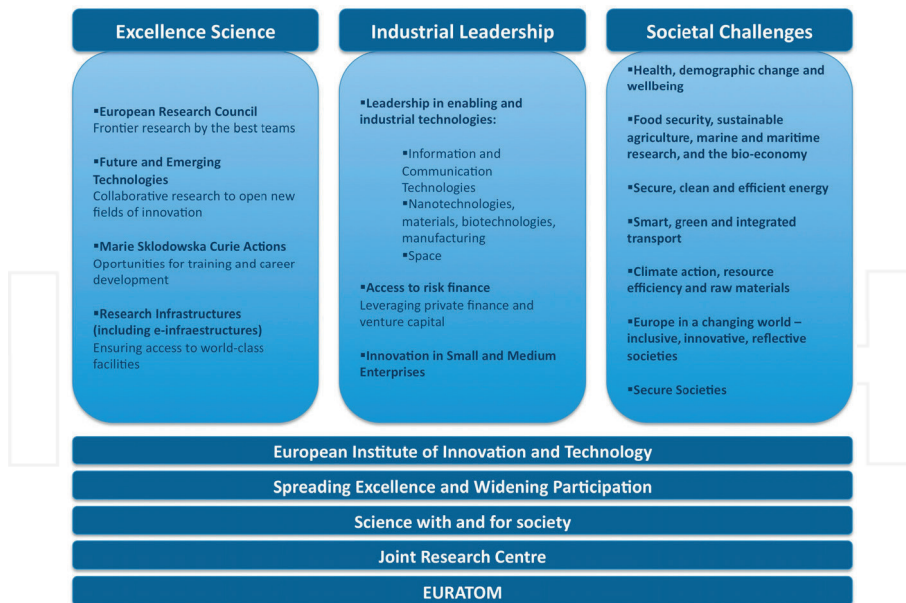 Excellence Science
▪European Research Council
Frontier research by the best teams
▪Future and Emerging
Technologies
Collaborative research to open new
fields of innovation
▪Marie Sklodowska Curie Actions
Oportunities for training and career
development
▪Research Infrastructures
(including e-infraestructures)
Ensuring access to world-class
facilities
Industrial Leadership
▪Leadership in enabling and
industrial technologies:
▪Information and
Communication
Technologies
▪Nanotechnologies,
materials, biotechnologies,
manufacturing
▪Space
▪Access to risk finance
Leveraging private finance and
venture capital
▪Innovation in Small and Medium
Enterprises
Societal Challenges
▪Health, demographic change and
wellbeing
▪Food security, sustainable
agriculture, marine and maritime
research, and the bio-economy
▪Secure, clean and efficient energy
▪Smart, green and integrated
transport
▪Climate action, resource
efficiency and raw materials
▪Europe in a changing world –
inclusive, innovative, reflective
societies
▪Secure Societies
European Institute of Innovation and Technology
Spreading Excellence and Widening Participation
Science with and for society
Joint Research Centre
EURATOM